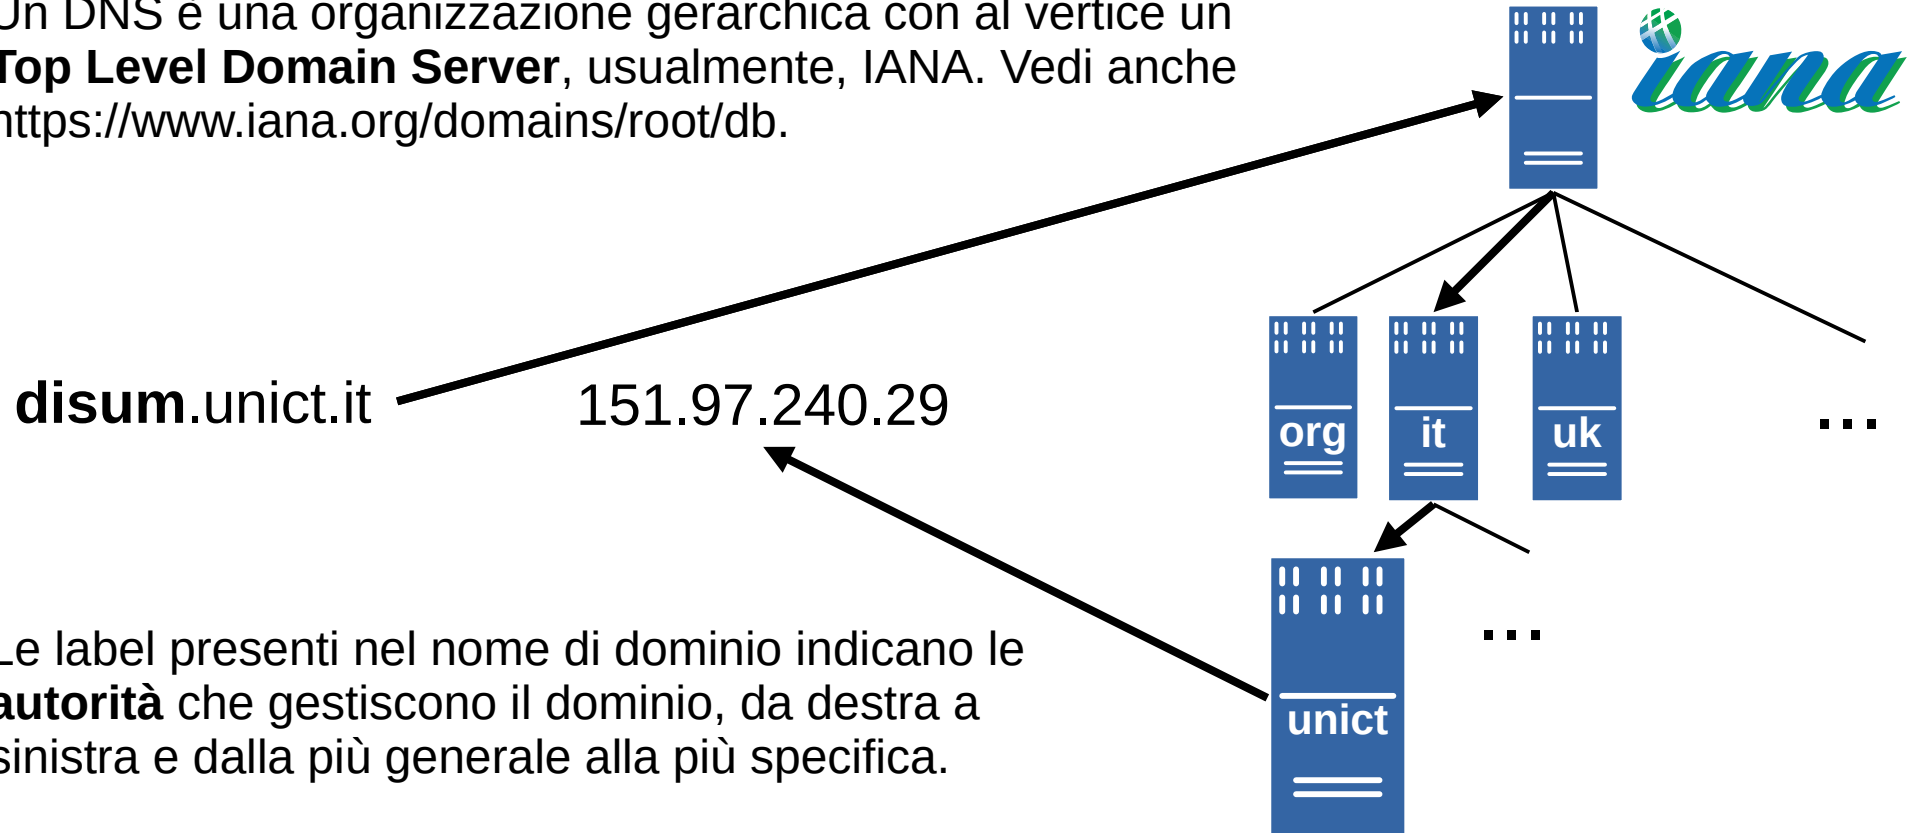 Un DNS è una organizzazione gerarchica con al vertice un
Top Level Domain Server, usualmente, IANA. Vedi anche
https://www.iana.org/domains/root/db.
iana
disum.unict.it
151.97.240.29
org
it
uk
...
...
unict
Le label presenti nel nome di dominio indicano le
autorità che gestiscono il dominio, da destra a
sinistra e dalla più generale alla più specifica.